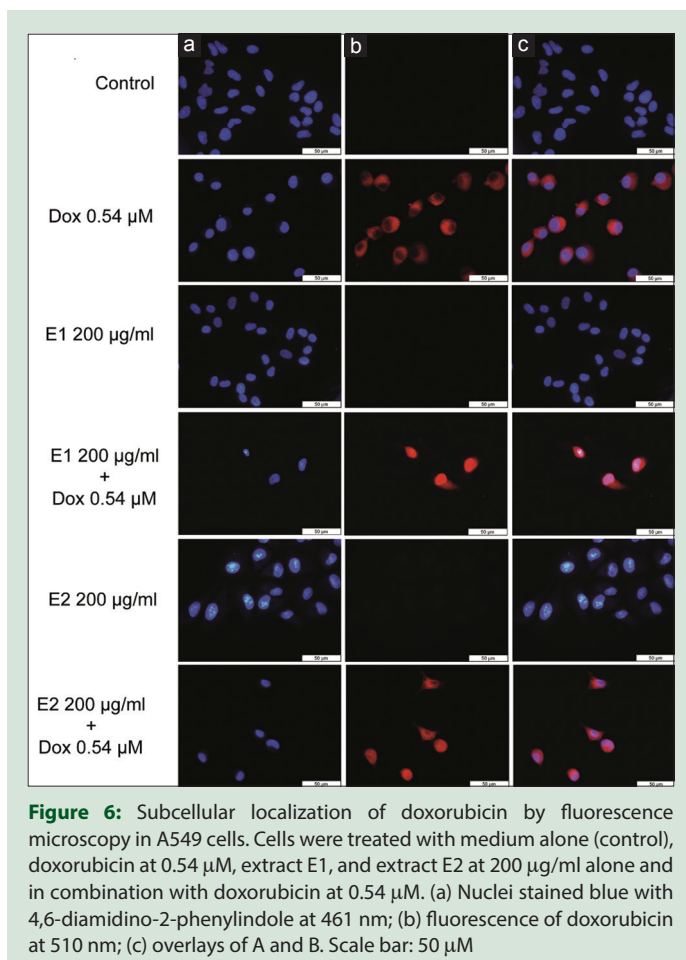 a b c
Control
50 µm 50 µm 50 µm
Dox 0.54 µM
50 µm 50 µm 50 µm
E1 200 µg/ml
50 µm 50 µm 50 µm
E1 200 µg/ml
+
Dox 0.54 µM
50 µm 50 µm 50 µm
E2 200 µg/ml
50 µm 50 µm 50 µm
E2 200 µg/ml
+
Dox 0.54 µM
50 µm 50 µm 50 µm
Figure 6: Subcellular localization of doxorubicin by fluorescence
microscopy in A549 cells. Cells were treated with medium alone (control),
doxorubicin at 0.54 µM, extract E1, and extract E2 at 200 µg/ml alone and
in combination with doxorubicin at 0.54 µM. (a) Nuclei stained blue with
4,6-diamidino-2-phenylindole at 461 nm; (b) fluorescence of doxorubicin
at 510 nm; (c) overlays of A and B. Scale bar: 50 µM